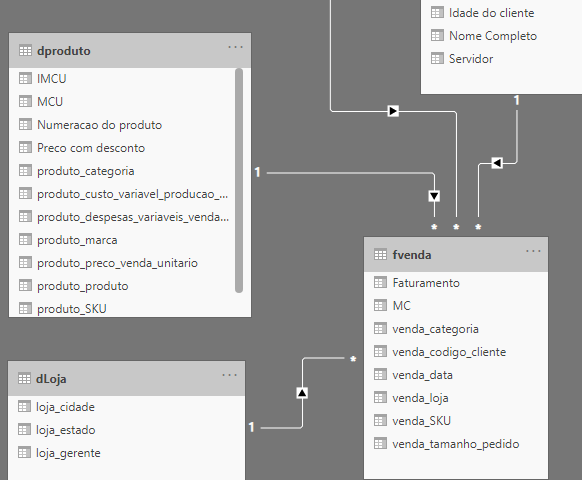 Idade do cliente
Nome Completo
Servidor
1
dproduto
...
IMCU
MCU
Numeracao do produto
Preco com desconto
produto_categoria
produto_custo_variavel_producao_...
produto_despesas_variaveis_venda...
produto_marca
produto_preco_venda_unitario
produto_produto
produto_SKU
1
* * *
fvenda
...
Faturamento
MC
venda_categoria
venda_codigo_cliente
venda_data
venda_loja
venda_SKU
venda_tamanho_pedido
*
dLoja
...
loja_cidade
loja_estado
loja_gerente
1